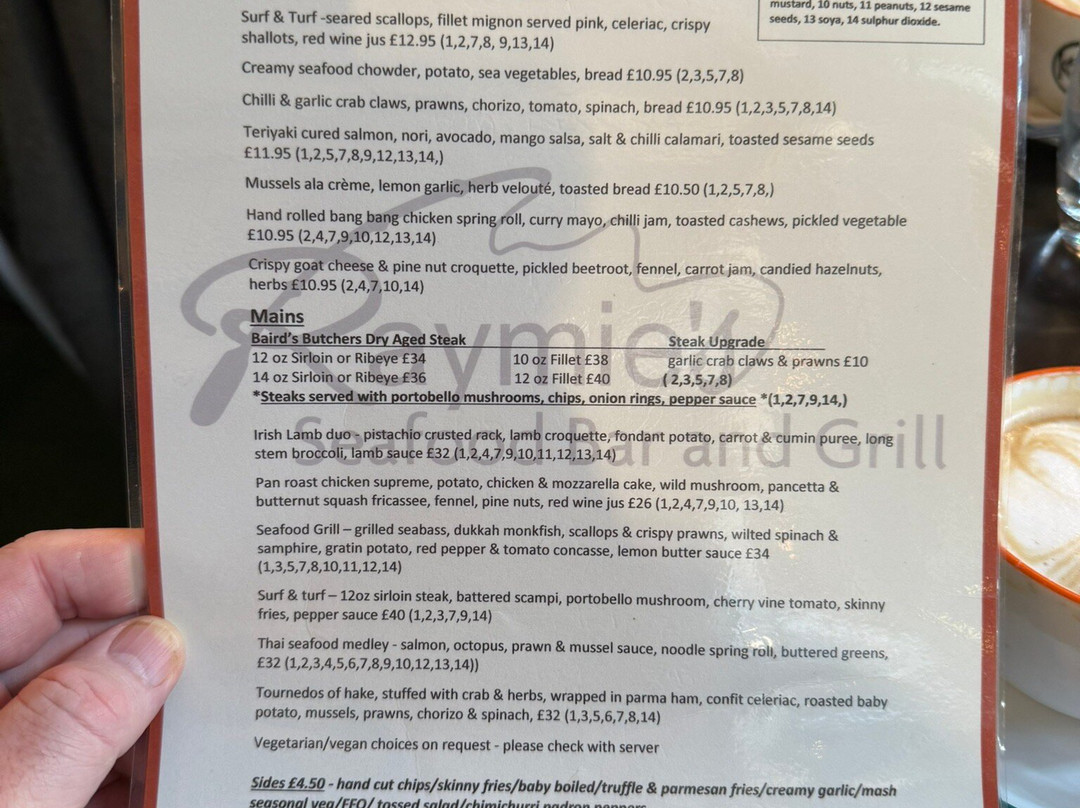 mustard, 10 nuts, 11 peanuts, 12 sesame
seeds, 13 soya, 14 sulphur dioxide.
Surf & Turf -seared scallops, fillet mignon served pink, celeriac, crispy
shallots, red wine jus £12.95 (1,2,7,8, 9,13,14)
Creamy seafood chowder, potato, sea vegetables, bread £10.95 (2,3,5,7,8)
Chilli & garlic crab claws, prawns, chorizo, tomato, spinach, bread £10.95 (1,2,3,5,7,8,14)
Teriyaki cured salmon, nori, avocado, mango salsa, salt & chilli calamari, toasted sesame seeds
£11.95 (1,2,5,7,8,9,12,13,14,)
Mussels ala crème, lemon garlic, herb velouté, toasted bread £10.50 (1,2,5,7,8,)
Hand rolled bang bang chicken spring roll, curry mayo, chilli jam, toasted cashews, pickled vegetable
£10.95 (2,4,7,9,10,12,13,14)
Crispy goat cheese & pine nut croquette, pickled beetroot, fennel, carrot jam, candied hazelnuts,
herbs £10.95 (2,4,7,10,14)
Raymie's
Seafood Bar and Grill
Mains
Baird's Butchers Dry Aged Steak Steak Upgrade
12 oz Sirloin or Ribeye £34 10 oz Fillet £38 garlic crab claws & prawns £10
14 oz Sirloin or Ribeye £36 12 oz Fillet £40 ( 2,3,5,7,8)
*Steaks served with portobello mushrooms, chips, onion rings, pepper sauce *(1,2,7,9,14,)
Irish Lamb duo - pistachio crusted rack, lamb croquette, fondant potato, carrot & cumin puree, long
stem broccoli, lamb sauce £32 (1,2,4,7,9,10,11,12,13,14)
Pan roast chicken supreme, potato, chicken & mozzarella cake, wild mushroom, pancetta &
butternut squash fricassee, fennel, pine nuts, red wine jus £26 (1,2,4,7,9,10, 13,14)
Seafood Grill – grilled seabass, dukkah monkfish, scallops & crispy prawns, wilted spinach &
samphire, gratin potato, red pepper & tomato concasse, lemon butter sauce £34
(1,3,5,7,8,10,11,12,14)
Surf & turf – 12oz sirloin steak, battered scampi, portobello mushroom, cherry vine tomato, skinny
fries, pepper sauce £40 (1,2,3,7,9,14)
Thai seafood medley - salmon, octopus, prawn & mussel sauce, noodle spring roll, buttered greens,
£32 (1,2,3,4,5,6,7,8,9,10,12,13,14))
Tournedos of hake, stuffed with crab & herbs, wrapped in parma ham, confit celeriac, roasted baby
potato, mussels, prawns, chorizo & spinach, £32 (1,3,5,6,7,8,14)
Vegetarian/vegan choices on request - please check with server
Sides £4.50 - hand cut chips/skinny fries/baby boiled/truffle & parmesan fries/creamy garlic/mash
seasonal veg/FFO/ tossed salad/chimichurri padron peppers